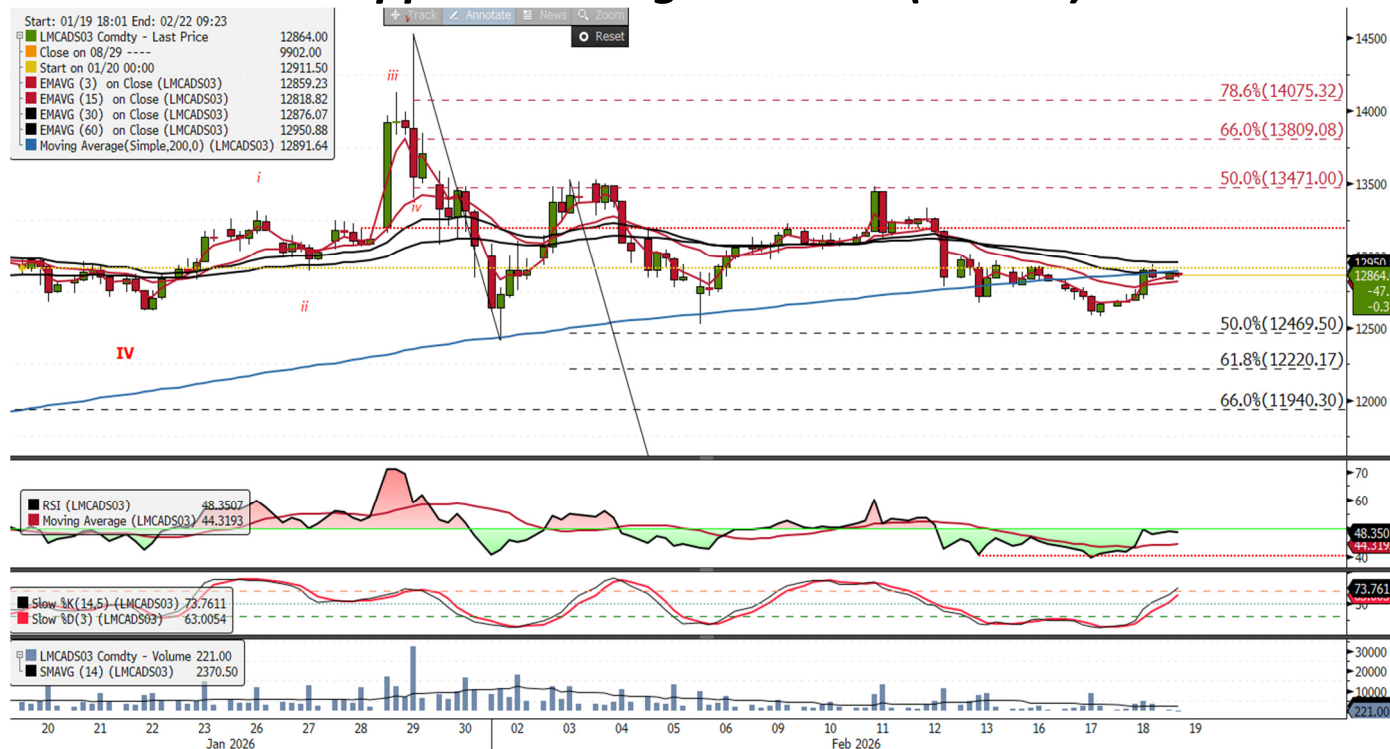 Track Annotate News Zoom
Reset
Start: 01/19 18:01 End: 02/22 09:23
LMCADS03 Comdty - Last Price 12864.00
Close on 08/29 ---- 9902.00
Start on 01/20 00:00 12911.50
EMAVG (3) on Close (LMCADS03) 12859.23
EMAVG (15) on Close (LMCADS03) 12818.82
EMAVG (30) on Close (LMCADS03) 12876.07
EMAVG (60) on Close (LMCADS03) 12950.88
Moving Average(Simple,200,0) (LMCADS03) 12891.64
v
iii
i
iv
ii
IV
78.6%(14075.32)
66.0%(13809.08)
50.0%(13471.00)
50.0%(12469.50)
61.8%(12220.17)
66.0%(11940.30)
14500
14000
13500
12950
12864.
-47.
-0.3
12500
12000
RSI (LMCADS03) 48.3507
Moving Average (LMCADS03) 44.3193
70
60
48.350
44.319
40
Slow %K(14,5) (LMCADS03) 73.7611
Slow %D(3) (LMCADS03) 63.0054
73.761
50
LMCADS03 Comdty - Volume 221.00
SMAVG (14) (LMCADS03) 2370.50
30000
20000
10000
221.00
20 21 22 23 26 27 28 29 30 02 03 04 05 06 09 10 11 12 13 16 17 18 19
Jan 2026 Feb 2026